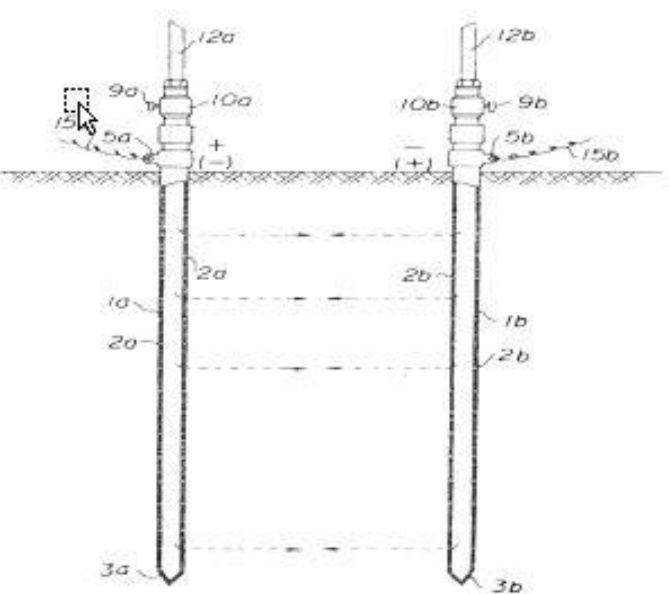 12a 12b
9a 10a 10b 9b
15
5a + − 5b 15b
(−) (+)
2a 2b
1a 1b
2a 2b
3a 3b